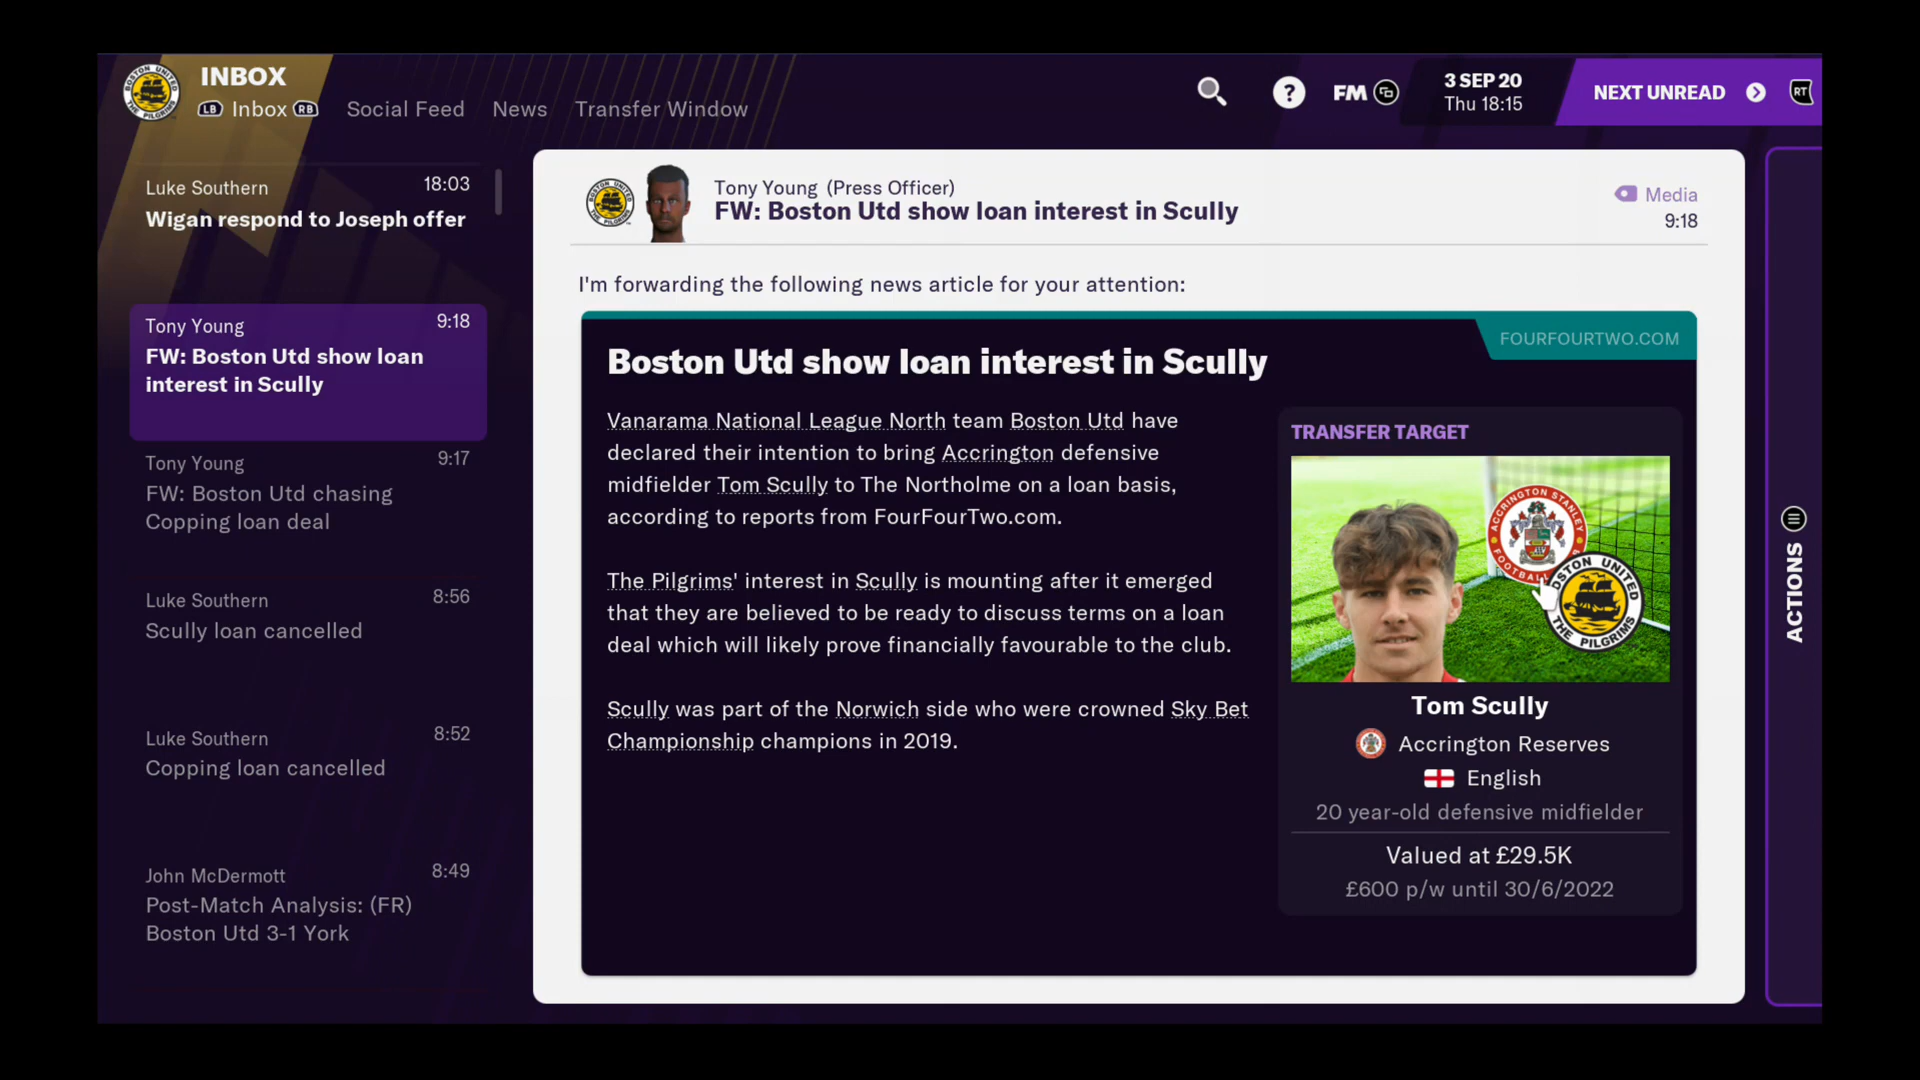 INBOX
LB Inbox RB Social Feed News Transfer Window
? FM
3 SEP 20
Thu 18:15
NEXT UNREAD RT
Luke Southern 18:03
Wigan respond to Joseph offer
Tony Young 9:18
FW: Boston Utd show loan
interest in Scully
Tony Young 9:17
FW: Boston Utd chasing
Copping loan deal
Luke Southern 8:56
Scully loan cancelled
Luke Southern 8:52
Copping loan cancelled
John McDermott 8:49
Post-Match Analysis: (FR)
Boston Utd 3-1 York
Tony Young (Press Officer)
FW: Boston Utd show loan interest in Scully
Media
9:18
I'm forwarding the following news article for your attention:
FOURFOURTWO.COM
Boston Utd show loan interest in Scully
Vanarama National League North team Boston Utd have
declared their intention to bring Accrington defensive
midfielder Tom Scully to The Northolme on a loan basis,
according to reports from FourFourTwo.com.
The Pilgrims' interest in Scully is mounting after it emerged
that they are believed to be ready to discuss terms on a loan
deal which will likely prove financially favourable to the club.
Scully was part of the Norwich side who were crowned Sky Bet
Championship champions in 2019.
TRANSFER TARGET
ACCRINGTON STANLEY
FOOTBALL
BOSTON UNITED
THE PILGRIMS
Tom Scully
Accrington Reserves
English
20 year-old defensive midfielder
Valued at £29.5K
£600 p/w until 30/6/2022
ACTIONS